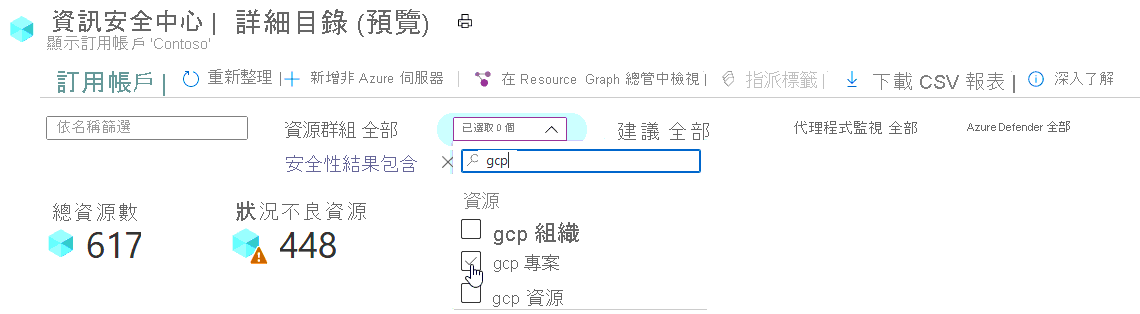 資訊安全中心 | 詳細目錄 (預覽)
顯示訂用帳戶 'Contoso'
訂用帳戶 | 重新整理 | 新增非 Azure 伺服器 | 在 Resource Graph 總管中檢視 | 指派標籤 | 下載 CSV 報表 | 深入了解
依名稱篩選 資源群組 全部 已選取 0 個 建議 全部 代理程式監視 全部 Azure Defender 全部
安全性結果包含 gcp
資源
總資源數 狀況不良資源
gcp 組織
617 448
gcp 專案
gcp 資源